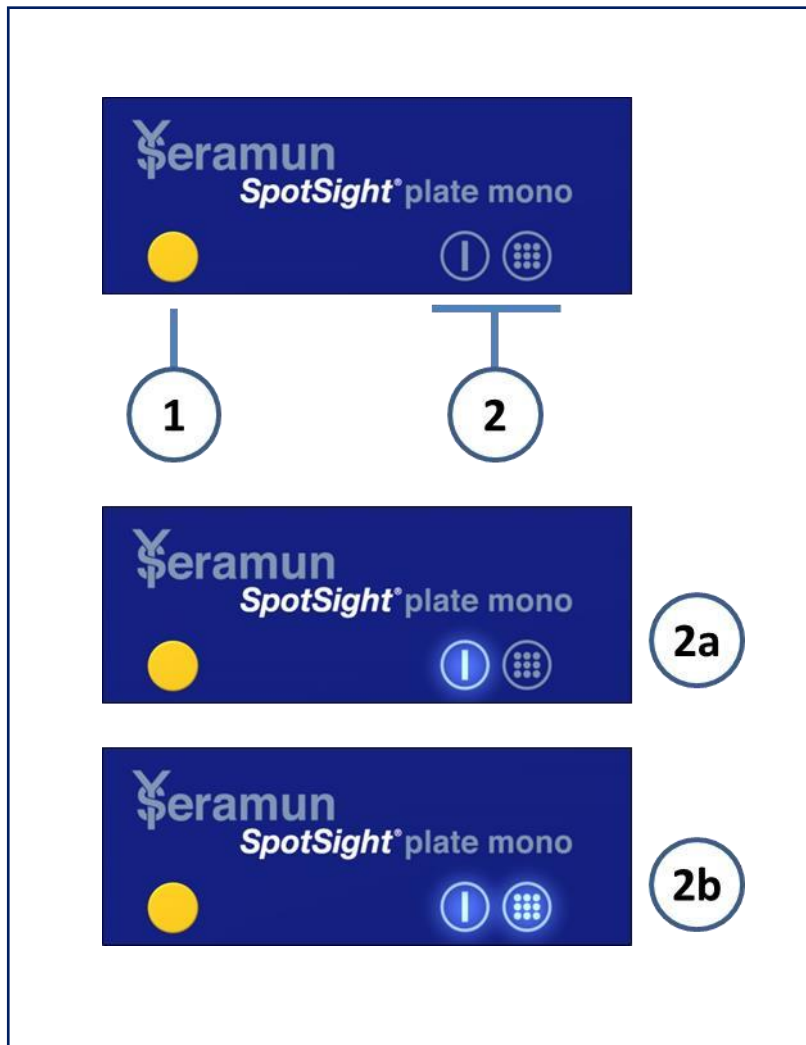 Seramun
SpotSight® plate mono
1
2
Seramun
SpotSight® plate mono
2a
Seramun
SpotSight® plate mono
2b